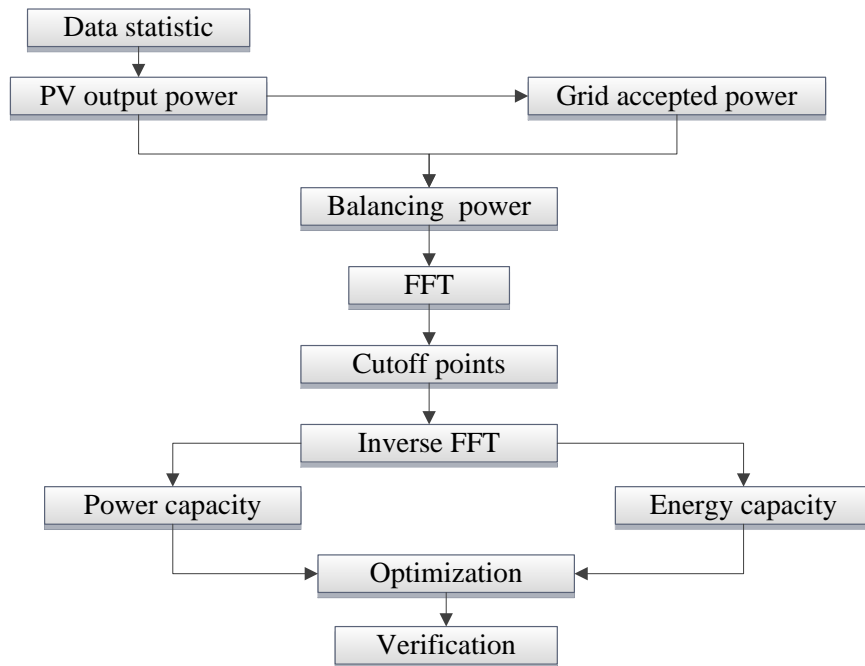 Data statistic
PV output power
Grid accepted power
Balancing power
FFT
Cutoff points
Inverse FFT
Power capacity
Energy capacity
Optimization
Verification